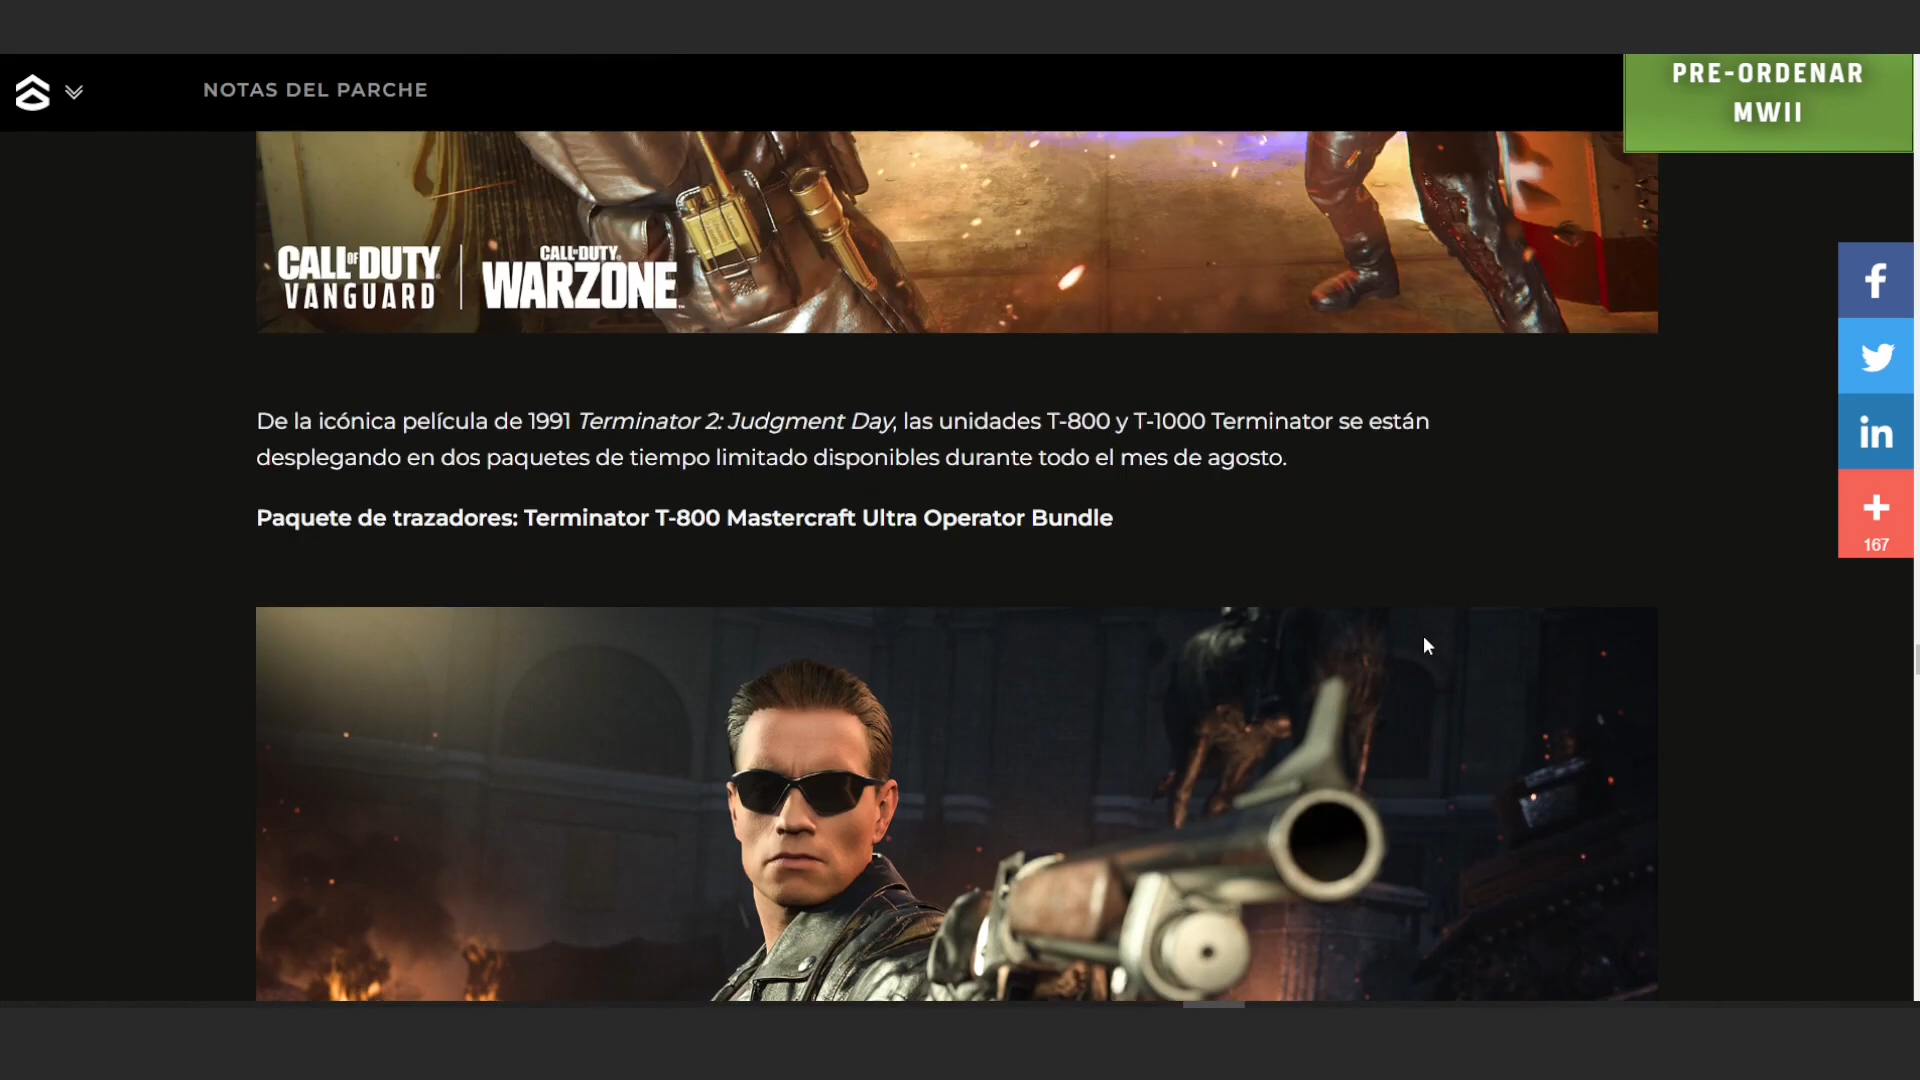 NOTAS DEL PARCHE
PRE-ORDENAR
MWII
CALL OF DUTY
VANGUARD
CALL OF DUTY
WARZONE
De la icónica película de 1991 Terminator 2: Judgment Day, las unidades T-800 y T-1000 Terminator se están
desplegando en dos paquetes de tiempo limitado disponibles durante todo el mes de agosto.
Paquete de trazadores: Terminator T-800 Mastercraft Ultra Operator Bundle
167